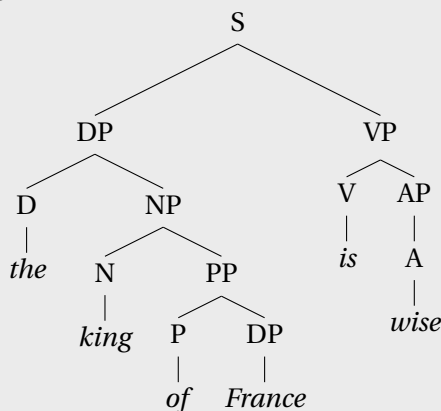 S
DP VP
D NP V AP
the N PP is A
king P DP wise
of France